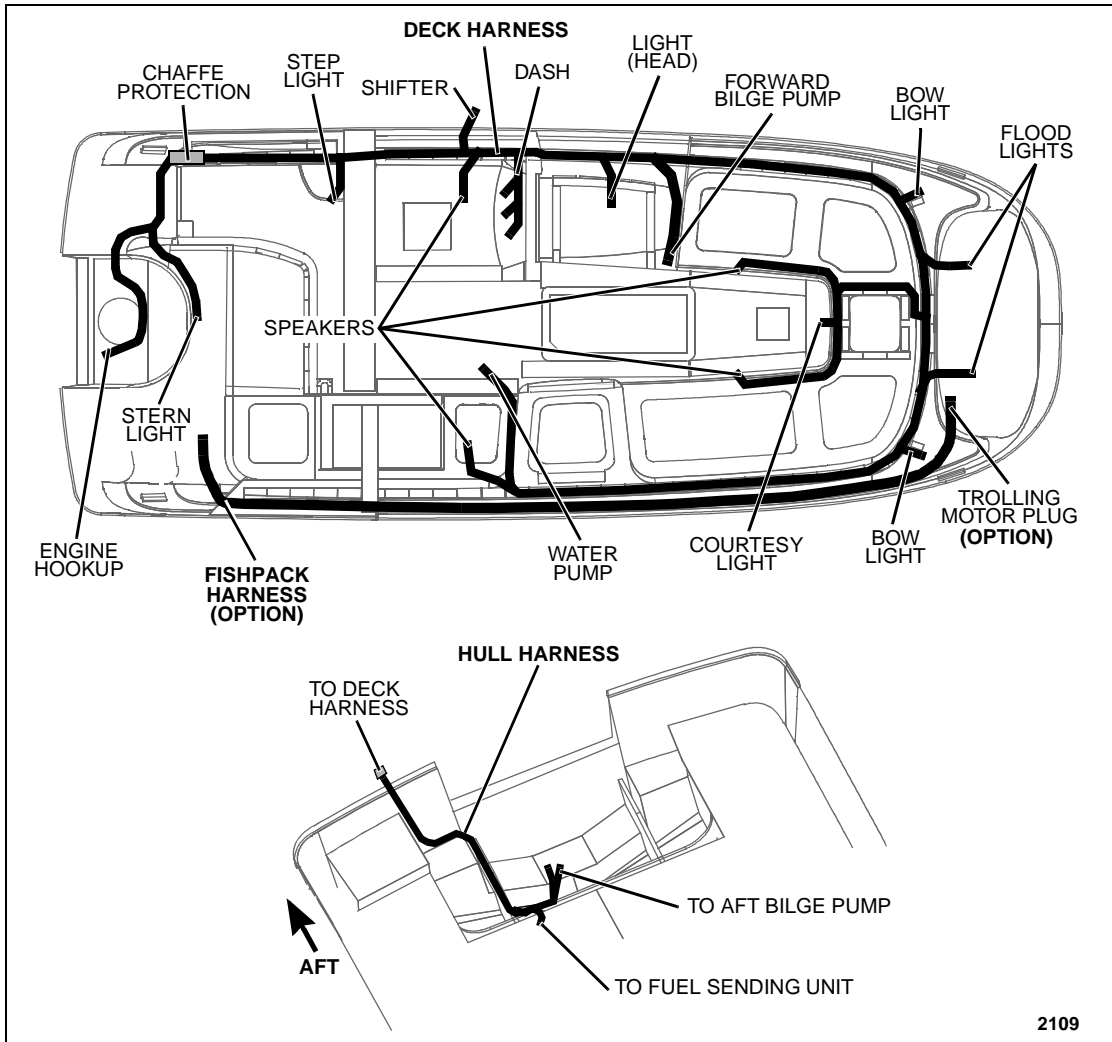 DECK HARNESS
STEP
LIGHT
CHAFFE
PROTECTION
SHIFTER
DASH
LIGHT
(HEAD)
FORWARD
BILGE PUMP
BOW
LIGHT
FLOOD
LIGHTS
SPEAKERS
STERN
LIGHT
ENGINE
HOOKUP
FISHPACK
HARNESS
(OPTION)
WATER
PUMP
COURTESY
LIGHT
BOW
LIGHT
TROLLING
MOTOR PLUG
(OPTION)
HULL HARNESS
TO DECK
HARNESS
TO AFT BILGE PUMP
AFT
TO FUEL SENDING UNIT
2109